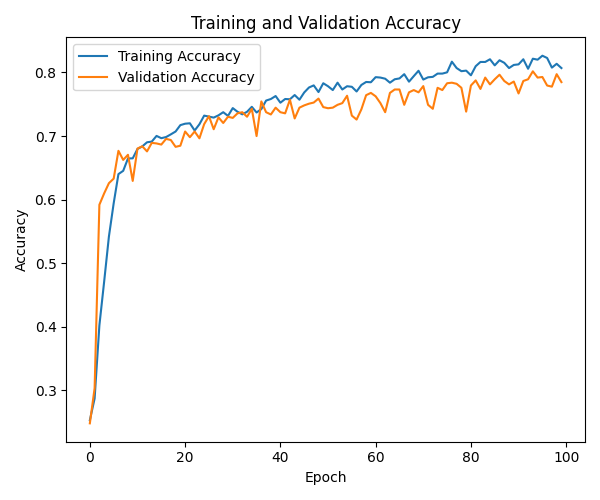 Training and Validation Accuracy
Training Accuracy
Validation Accuracy
0.8
0.7
0.6
0.5
0.4
0.3
Accuracy
0 20 40 60 80 100
Epoch